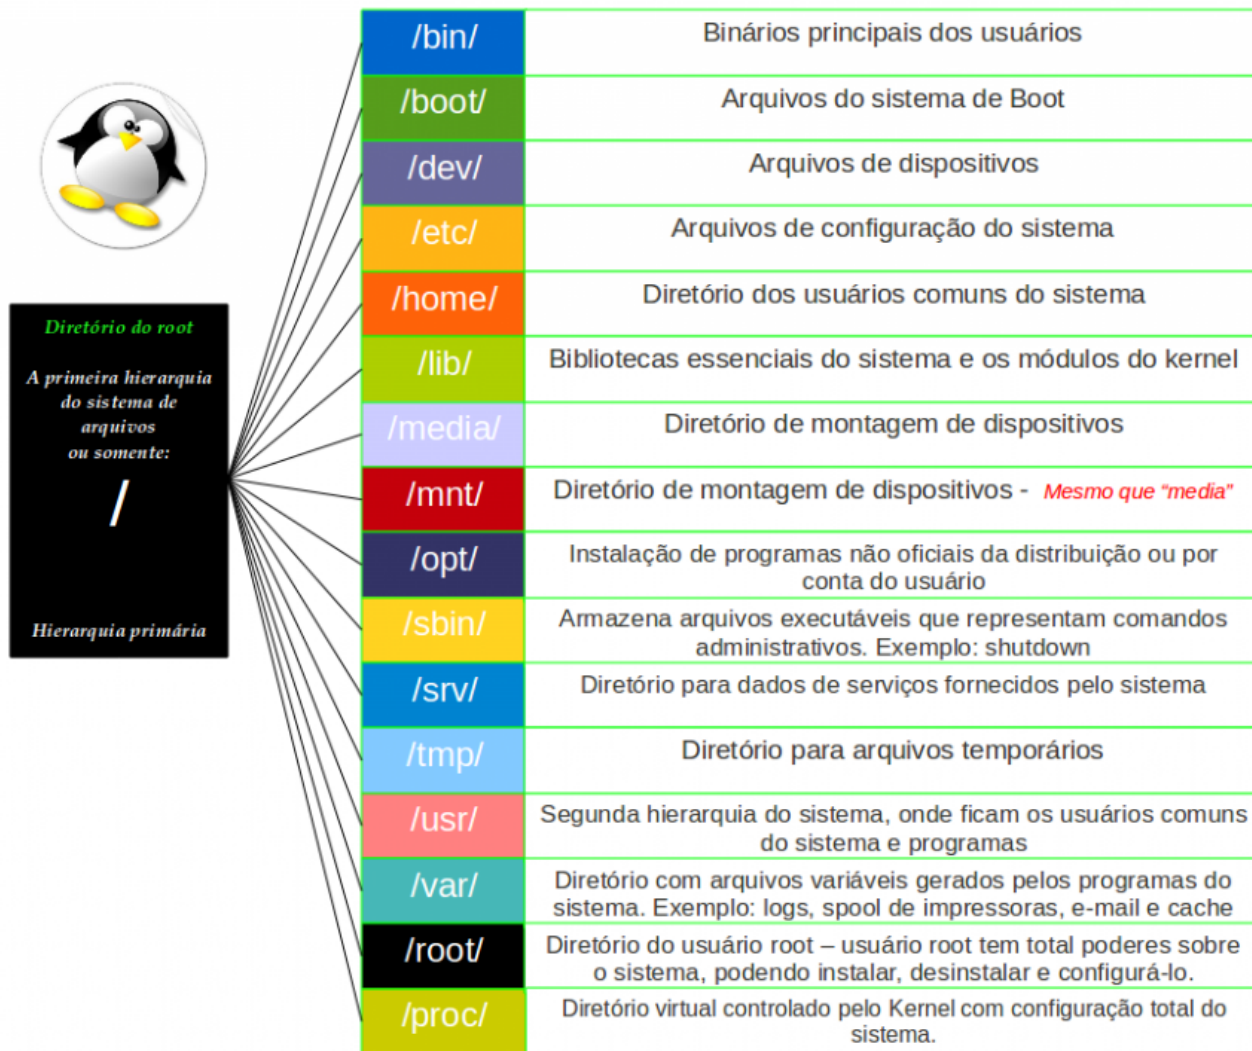 Diretório do root
A primeira hierarquia
do sistema de
arquivos
ou somente:
/
Hierarquia primária
/bin/
Binários principais dos usuários
/boot/
Arquivos do sistema de Boot
/dev/
Arquivos de dispositivos
/etc/
Arquivos de configuração do sistema
/home/
Diretório dos usuários comuns do sistema
/lib/
Bibliotecas essenciais do sistema e os módulos do kernel
/media/
Diretório de montagem de dispositivos
/mnt/
Diretório de montagem de dispositivos - Mesmo que “media”
/opt/
Instalação de programas não oficiais da distribuição ou por
conta do usuário
/sbin/
Armazena arquivos executáveis que representam comandos
administrativos. Exemplo: shutdown
/srv/
Diretório para dados de serviços fornecidos pelo sistema
/tmp/
Diretório para arquivos temporários
/usr/
Segunda hierarquia do sistema, onde ficam os usuários comuns
do sistema e programas
/var/
Diretório com arquivos variáveis gerados pelos programas do
sistema. Exemplo: logs, spool de impressoras, e-mail e cache
/root/
Diretório do usuário root – usuário root tem total poderes sobre
o sistema, podendo instalar, desinstalar e configurá-lo.
/proc/
Diretório virtual controlado pelo Kernel com configuração total do
sistema.